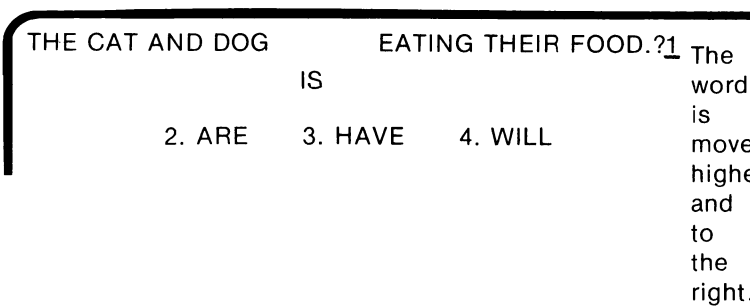 THE CAT AND DOG EATING THEIR FOOD.?1
IS
2. ARE 3. HAVE 4. WILL
The
word
is
move
highe
and
to
the
right.